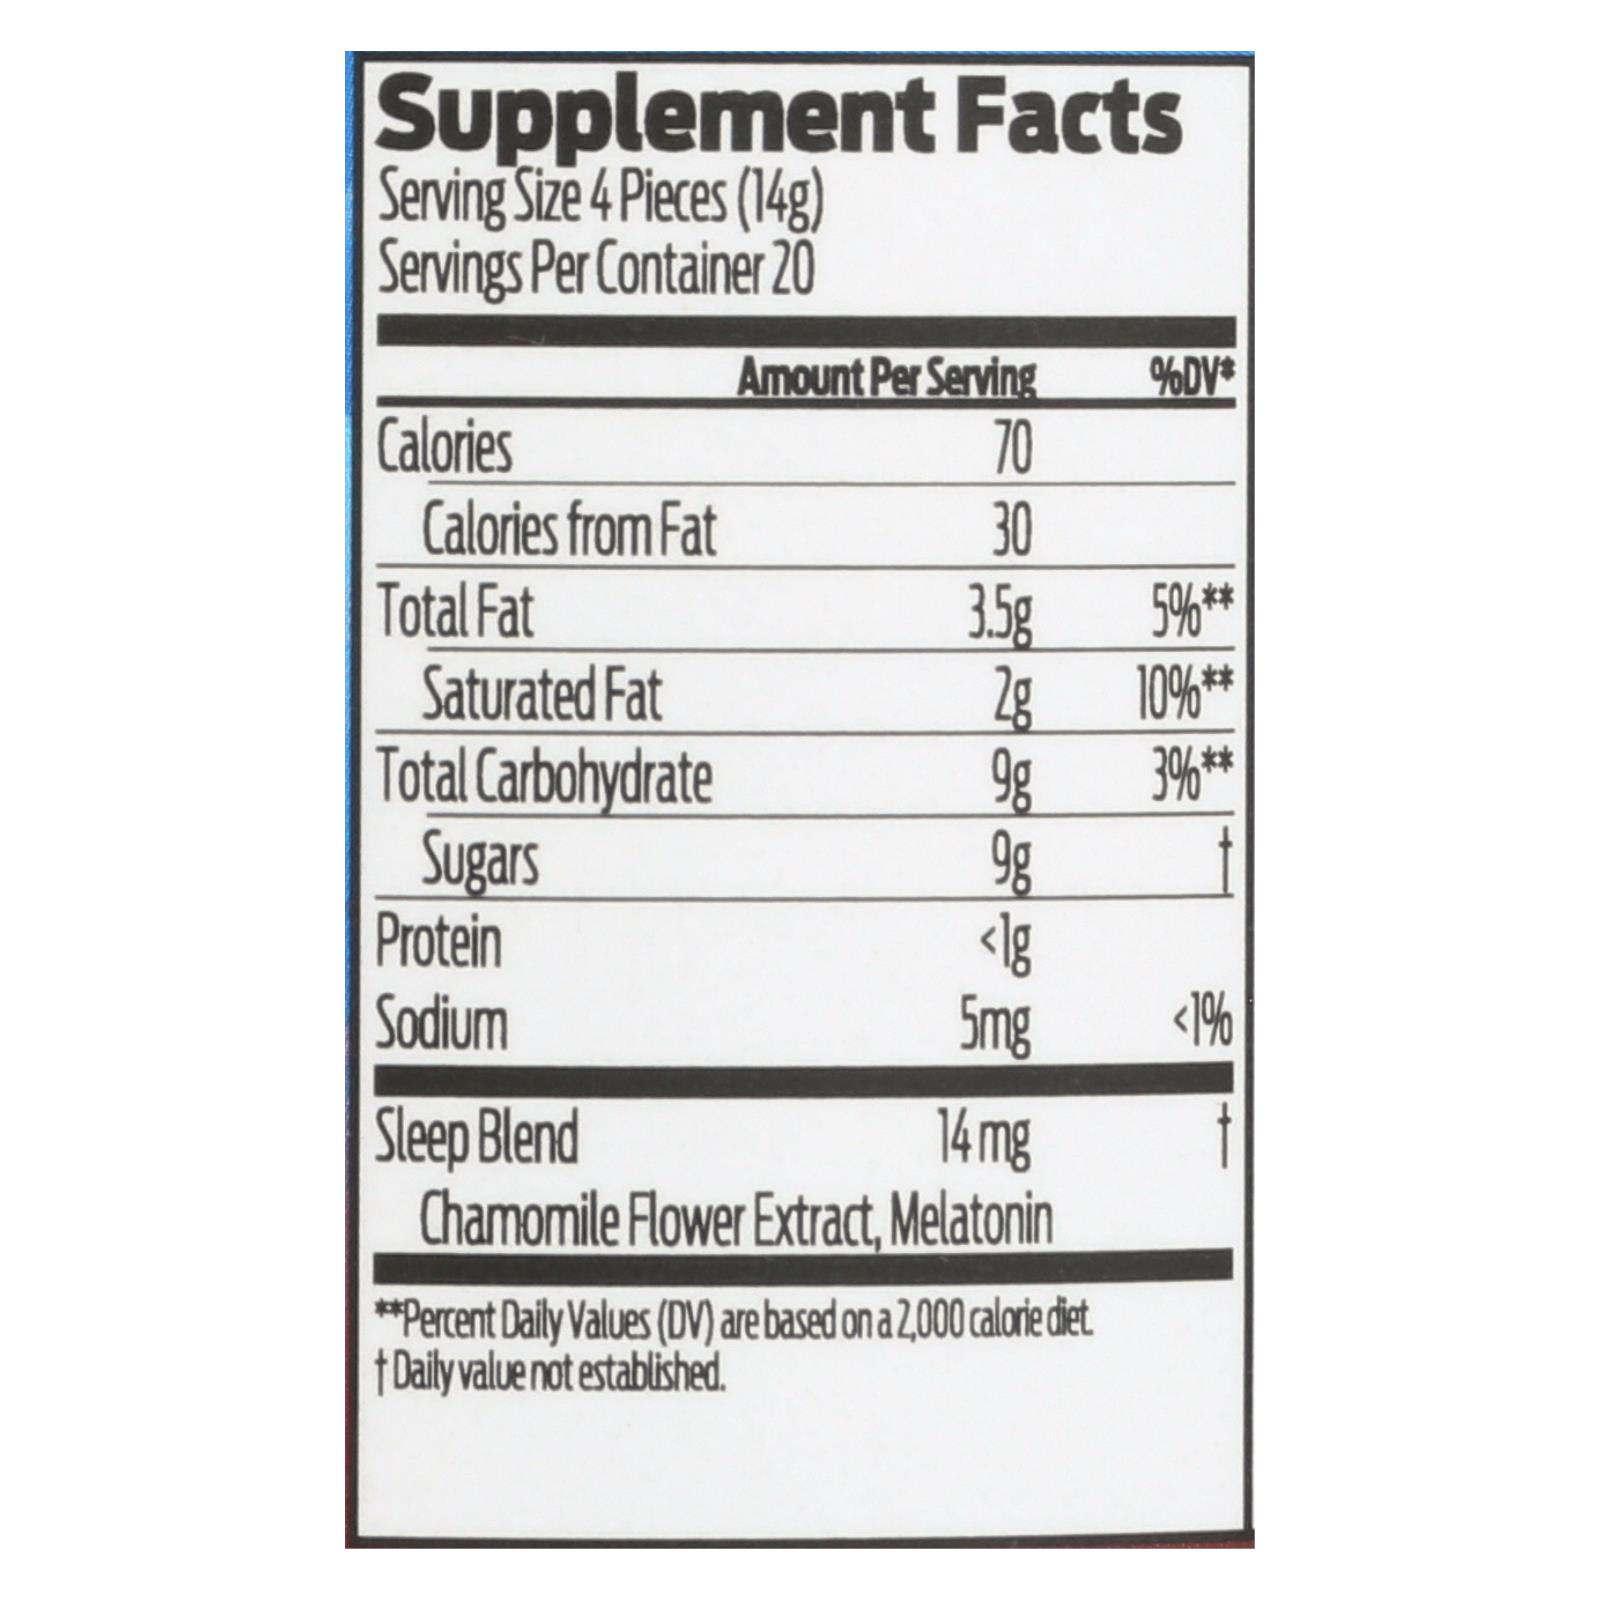 Supplement Facts
Serving Size 4 Pieces (14g)
Servings Per Container 20
Amount Per Serving %DV*
Calories 70
Calories from Fat 30
Total Fat 3.5g 5%**
Saturated Fat 2g 10%**
Total Carbohydrate 9g 3%**
Sugars 9g †
Protein <1g
Sodium 5mg <1%
Sleep Blend 14 mg †
Chamomile Flower Extract, Melatonin
**Percent Daily Values (DV) are based on a 2,000 calorie diet.
† Daily value not established.